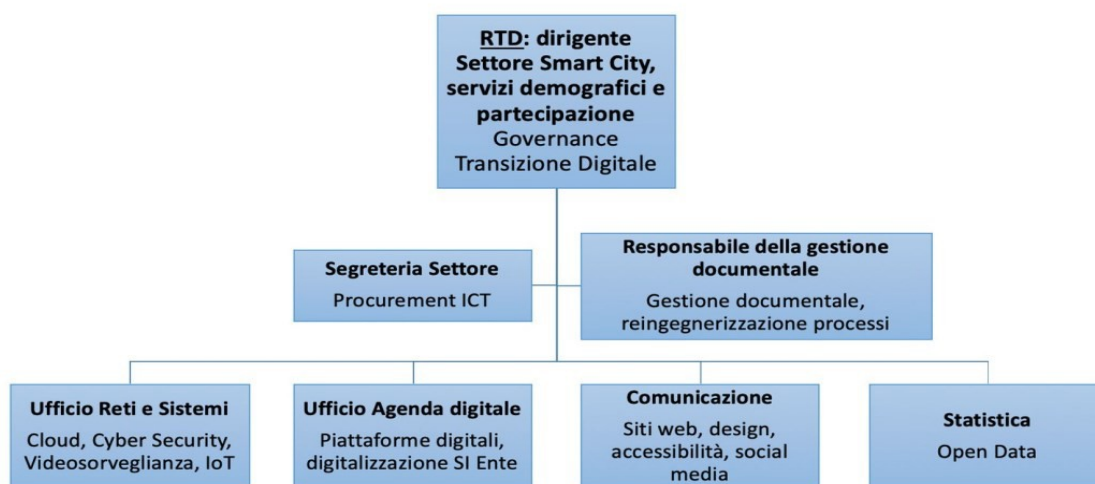 RTD: dirigente
Settore Smart City,
servizi demografici e
partecipazione
Governance
Transizione Digitale
Segreteria Settore
Procurement ICT
Responsabile della gestione
documentale
Gestione documentale,
reingegnerizzazione processi
Ufficio Reti e Sistemi
Cloud, Cyber Security,
Videosorveglianza, IoT
Ufficio Agenda digitale
Piattaforme digitali,
digitalizzazione SI Ente
Comunicazione
Siti web, design,
accessibilità, social
media
Statistica
Open Data